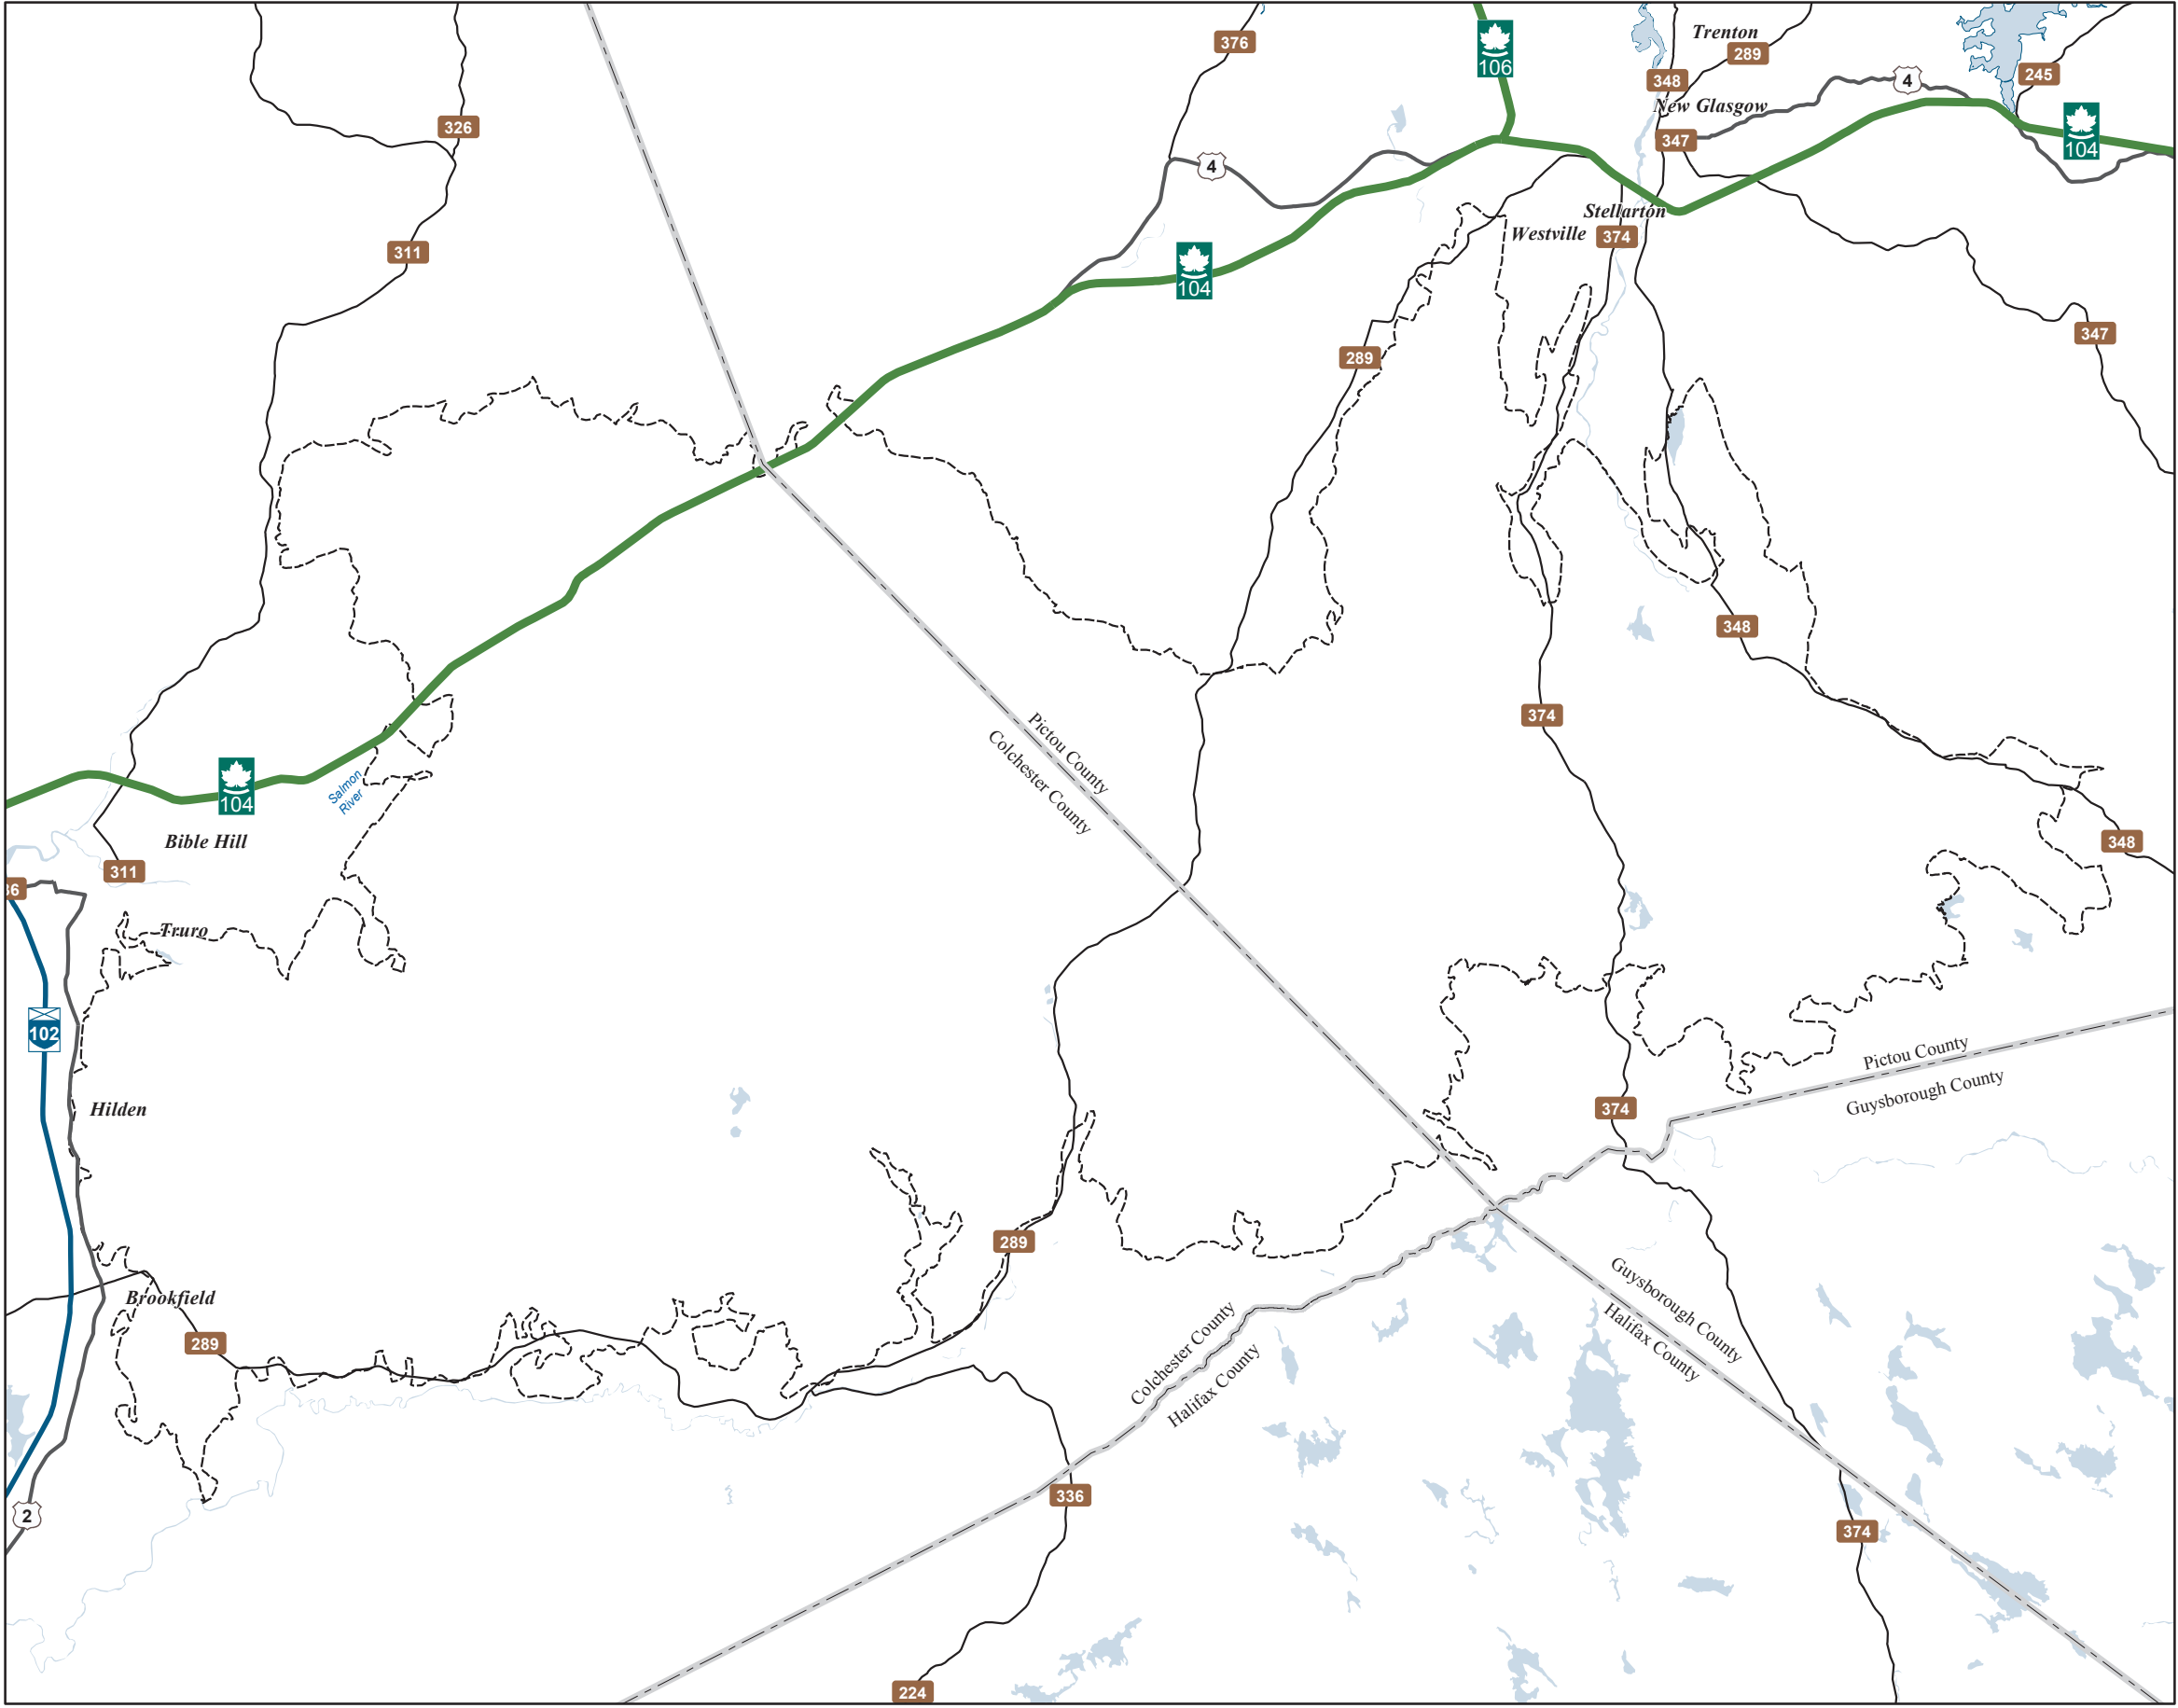 Trenton
376
106
289
348
4
245
New Glasgow
326
347
104
4
Stellarton
Westville
374
311
104
347
289
348
374
Pictou County
Colchester County
Salmon
River
104
Bible Hill
348
311
36
Truro
102
Pictou County
Guysborough County
Hilden
374
289
Guysborough County
Halifax County
Brookfield
289
Colchester County
Halifax County
336
2
374
224